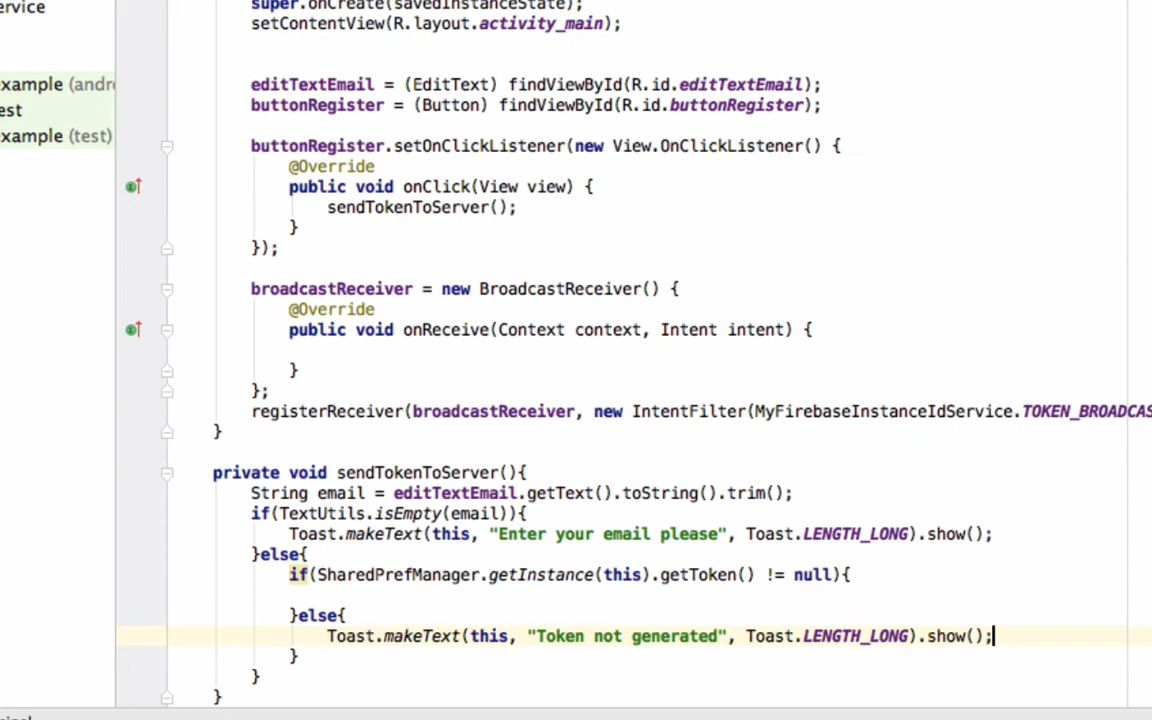 ervice
super.onCreate(savedInstanceState);
setContentView(R.layout.activity_main);
xample (andr
est
xample (test)
editTextEmail = (EditText) findViewById(R.id.editTextEmail);
buttonRegister = (Button) findViewById(R.id.buttonRegister);
buttonRegister.setOnClickListener(new View.OnClickListener() {
@Override
public void onClick(View view) {
sendTokenToServer();
}
});
broadcastReceiver = new BroadcastReceiver() {
@Override
public void onReceive(Context context, Intent intent) {
}
};
registerReceiver(broadcastReceiver, new IntentFilter(MyFirebaseInstanceIdService.TOKEN_BROADCAS
}
private void sendTokenToServer(){
String email = editTextEmail.getText().toString().trim();
if(TextUtils.isEmpty(email)){
Toast.makeText(this, "Enter your email please", Toast.LENGTH_LONG).show();
}else{
if(SharedPrefManager.getInstance(this).getToken() != null){
}else{
Toast.makeText(this, "Token not generated", Toast.LENGTH_LONG).show();
}
}
}